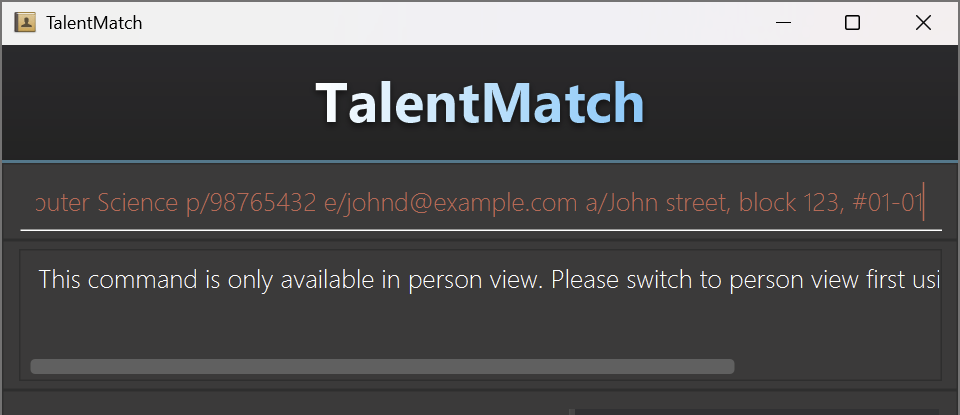 TalentMatch
TalentMatch
Science p/98765432 e/johnd@example.com a/John street, block 123, #01-01
This command is only available in person view. Please switch to person view first usi